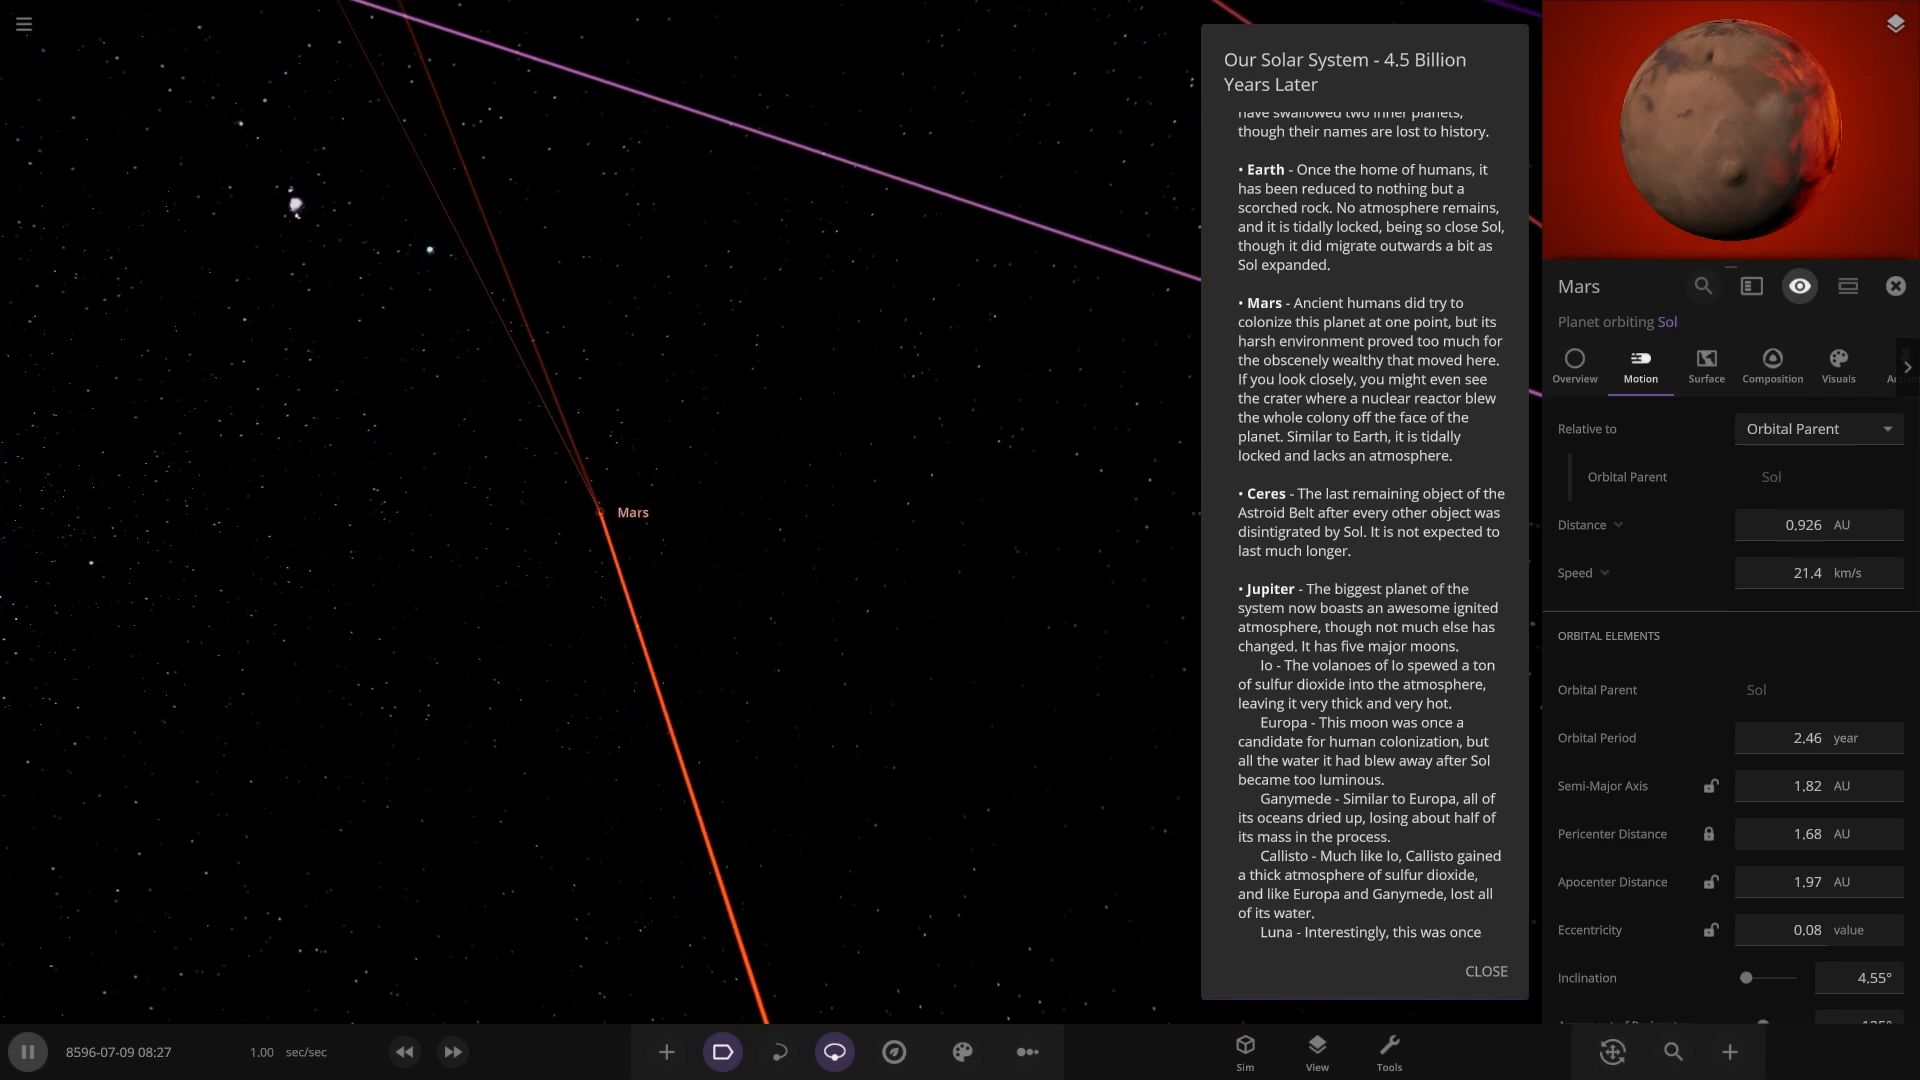 Our Solar System - 4.5 Billion
Years Later
have swallowed two inner planets,
though their names are lost to history.
• Earth - Once the home of humans, it
has been reduced to nothing but a
scorched rock. No atmosphere remains,
and it is tidally locked, being so close Sol,
though it did migrate outwards a bit as
Sol expanded.
• Mars - Ancient humans did try to
colonize this planet at one point, but its
harsh environment proved too much for
the obscenely wealthy that moved here.
If you look closely, you might even see
the crater where a nuclear reactor blew
the whole colony off the face of the
planet. Similar to Earth, it is tidally
locked and lacks an atmosphere.
• Ceres - The last remaining object of the
Astroid Belt after every other object was
disintigrated by Sol. It is not expected to
last much longer.
• Jupiter - The biggest planet of the
system now boasts an awesome ignited
atmosphere, though not much else has
changed. It has five major moons.
Io - The volanoes of Io spewed a ton
of sulfur dioxide into the atmosphere,
leaving it very thick and very hot.
Europa - This moon was once a
candidate for human colonization, but
all the water it had blew away after Sol
became too luminous.
Ganymede - Similar to Europa, all of
its oceans dried up, losing about half of
its mass in the process.
Callisto - Much like Io, Callisto gained
a thick atmosphere of sulfur dioxide,
and like Europa and Ganymede, lost all
of its water.
Luna - Interestingly, this was once
CLOSE
Mars
Mars
Planet orbiting Sol
Overview Motion Surface Composition Visuals
Relative to Orbital Parent
Orbital Parent Sol
Distance 0.926 AU
Speed 21.4 km/s
ORBITAL ELEMENTS
Orbital Parent Sol
Orbital Period 2.46 year
Semi-Major Axis 1.82 AU
Pericenter Distance 1.68 AU
Apocenter Distance 1.97 AU
Eccentricity 0.08 value
Inclination 4.55°
8596-07-09 08:27 1.00 sec/sec
Sim View Tools